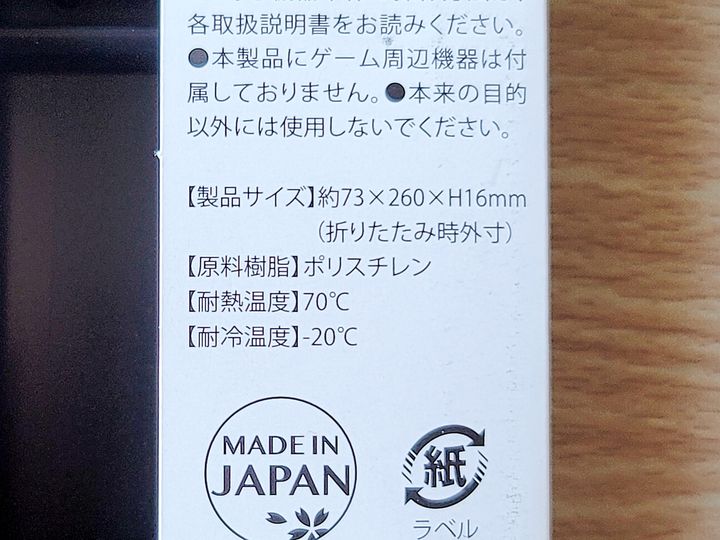 各取扱説明書をお読みください。
●本製品にゲーム周辺機器は付
属しておりません。●本来の目的
以外には使用しないでください。
【製品サイズ】約73×260×H16mm
（折りたたみ時外寸）
【原料樹脂】ポリスチレン
【耐熱温度】70℃
【耐冷温度】-20℃
MADE IN
JAPAN
紙
ラベル